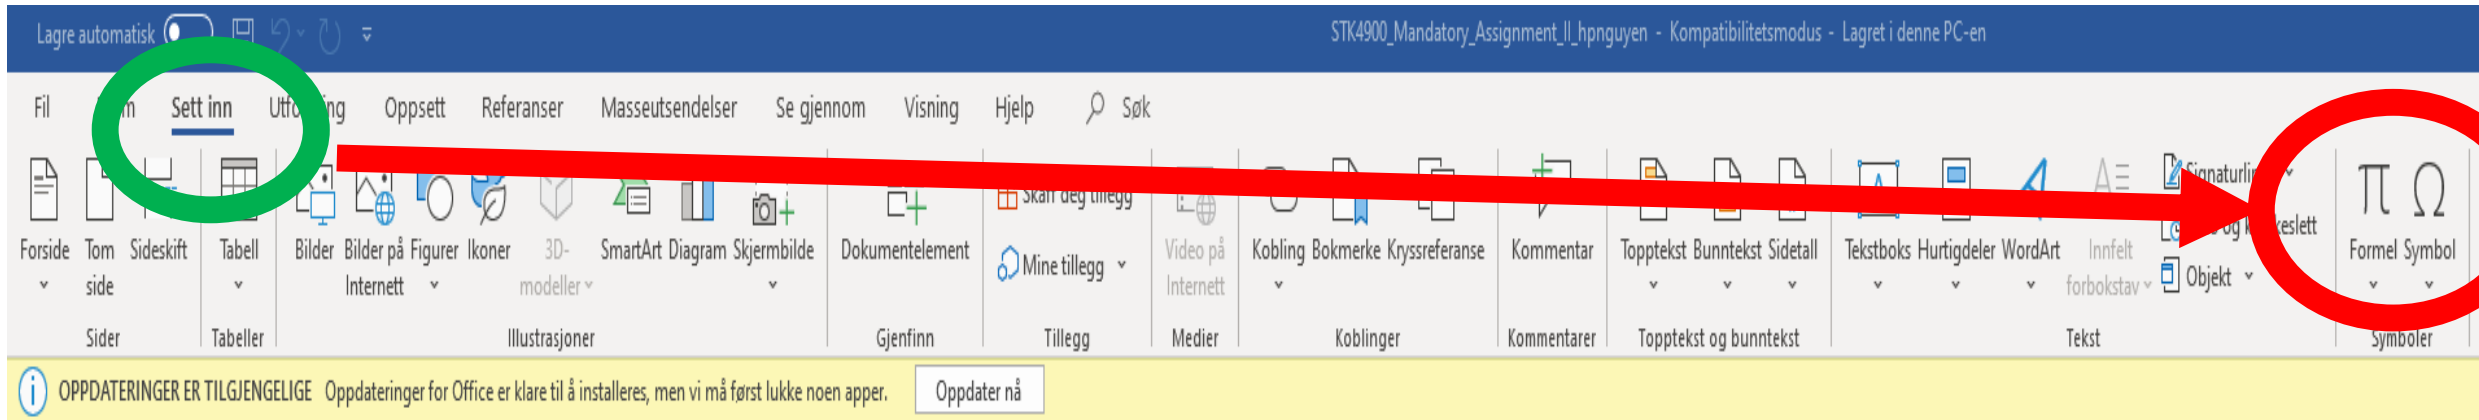 Lagre automatisk
STK4900_Mandatory_Assignment_II_hpnguyen - Kompatibilitetsmodus - Lagret i denne PC-en
Fil Sett inn Oppsett Referanser Masseutsendelser Se gjennom Visning Hjelp Søk
Forside Tom side Sideskift Tabell Bilder Bilder på Internett Figurer Ikoner 3D-modeller SmartArt Diagram Skjermbilde Dokumentelement
Skaff deg tillegg
Mine tillegg
Video på Internett Kobling Bokmerke Kryssreferanse Kommentar Topptekst Bunntekst Sidetall Tekstboks Hurtigdeler WordArt Innfelt forbokstav
Objekt
π Ω
Formel Symbol
Sider Tabeller Illustrasjoner Gjenfinn Tillegg Medier Koblinger Kommentarer Topptekst og bunntekst Tekst Symboler
OPPDATERINGER ER TILGJENGELIGE Oppdateringer for Office er klare til å installeres, men vi må først lukke noen apper. Oppdater nå